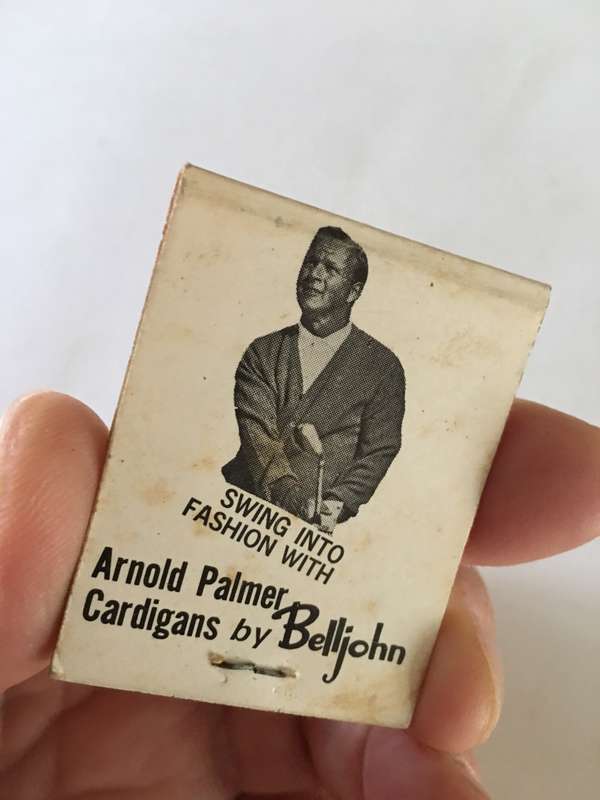 SWING INTO
FASHION WITH
Arnold Palmer
Cardigans by Belljohn